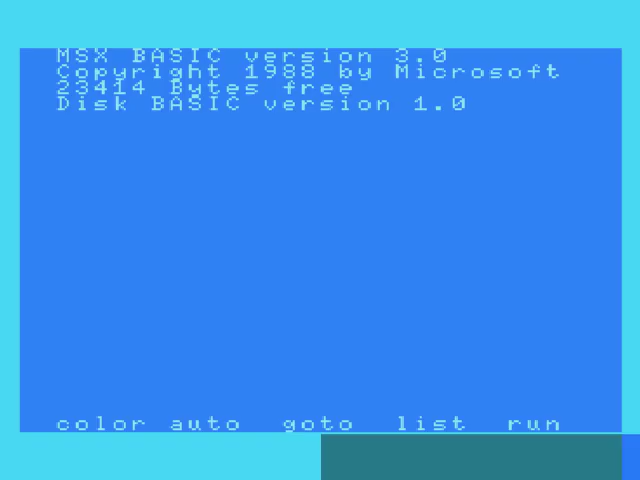 MSX BASIC version 3.0
Copyright 1988 by Microsoft
23414 Bytes free
Disk BASIC version 1.0
color auto goto list run